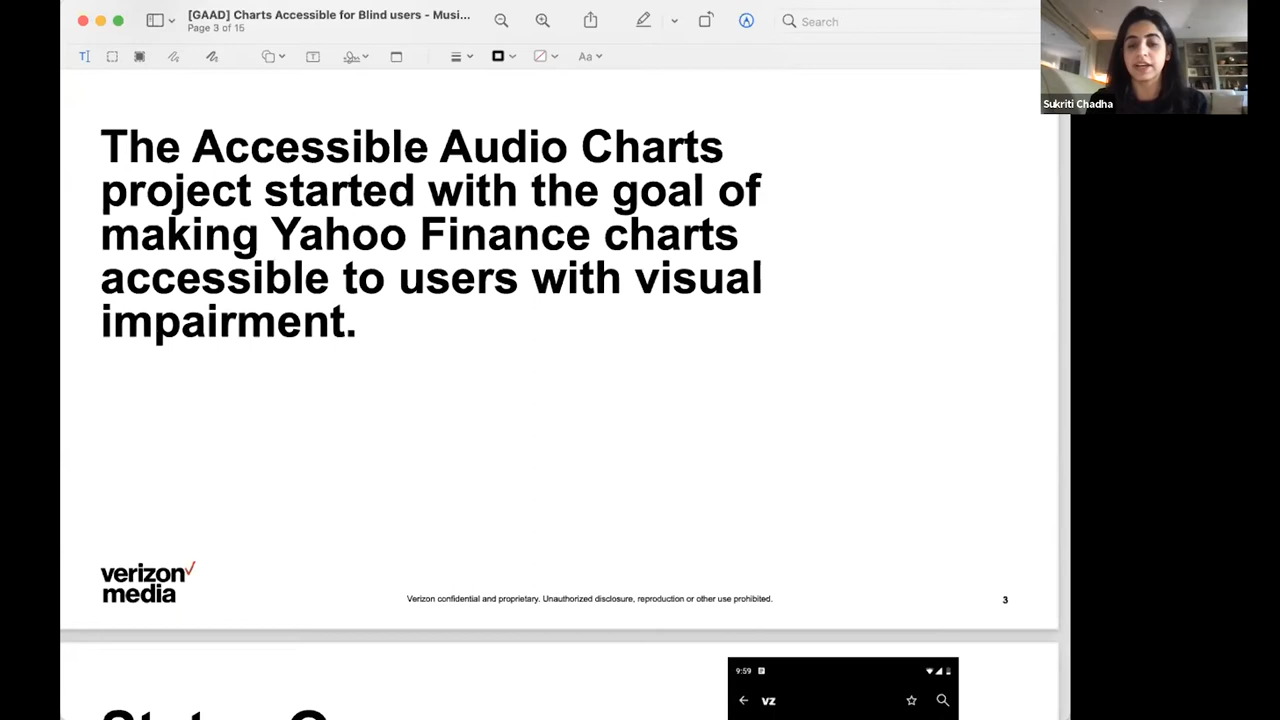 [GAAD] Charts Accessible for Blind users - Musi...
Page 3 of 15
Search
Aa
Sukriti Chadha
The Accessible Audio Charts
project started with the goal of
making Yahoo Finance charts
accessible to users with visual
impairment.
verizon
media
Verizon confidential and proprietary. Unauthorized disclosure, reproduction or other use prohibited.
3
9:59
VZ